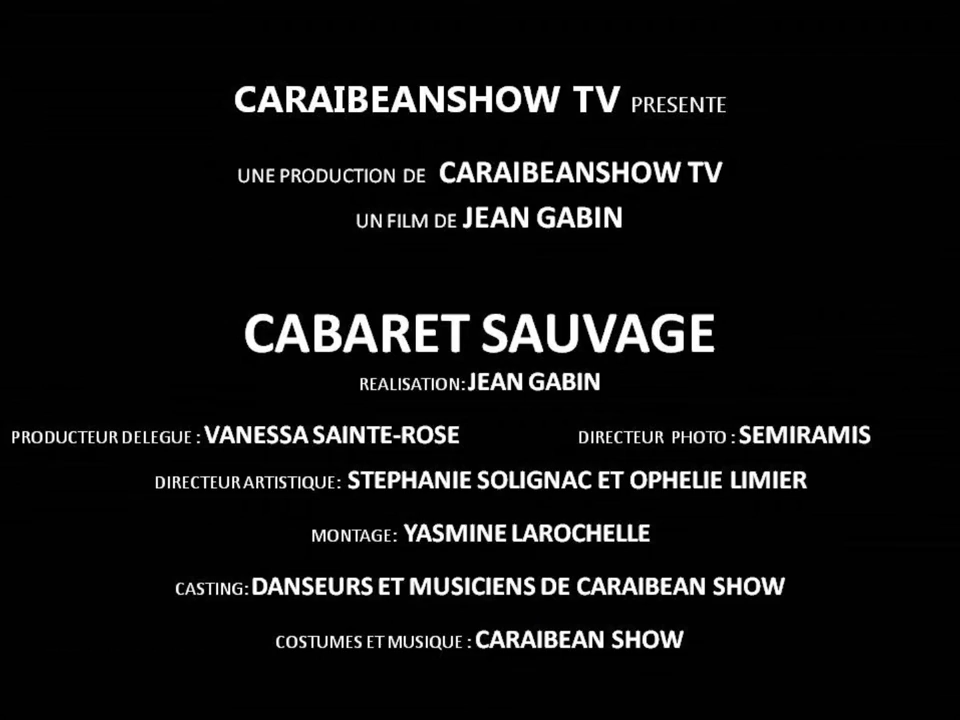 CARAIBEANSHOW TV PRESENTE
UNE PRODUCTION DE CARAIBEANSHOW TV
UN FILM DE JEAN GABIN
CABARET SAUVAGE
REALISATION: JEAN GABIN
PRODUCTEUR DELEGUE : VANESSA SAINTE-ROSE DIRECTEUR PHOTO : SEMIRAMIS
DIRECTEUR ARTISTIQUE: STEPHANIE SOLIGNAC ET OPHELIE LIMIER
MONTAGE: YASMINE LAROCHELLE
CASTING: DANSEURS ET MUSICIENS DE CARAIBEAN SHOW
COSTUMES ET MUSIQUE : CARAIBEAN SHOW